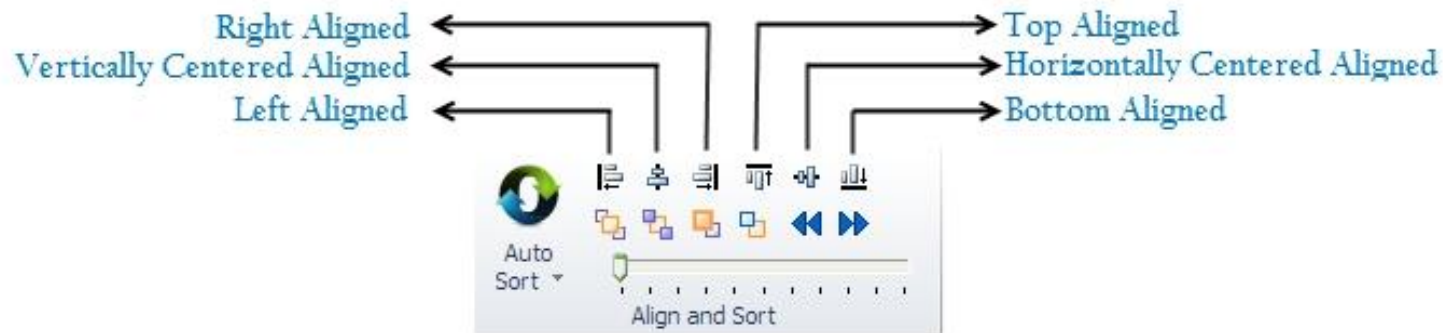 Right Aligned
Vertically Centered Aligned
Left Aligned
Top Aligned
Horizontally Centered Aligned
Bottom Aligned
Auto
Sort
Align and Sort